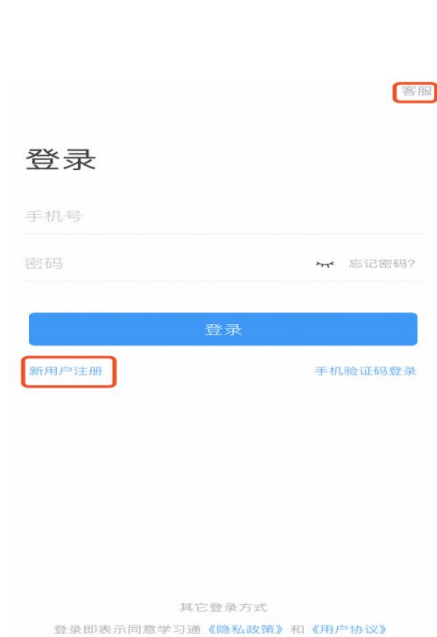 客服
登录
手机号
密码 忘记密码?
登录
新用户注册 手机验证码登录
其它登录方式
登录即表示同意学习通《隐私政策》和《用户协议》